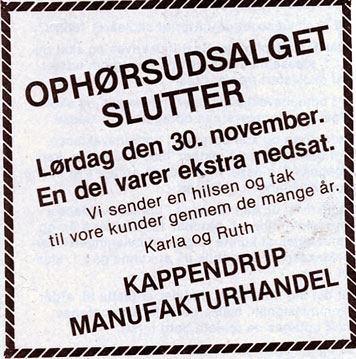 OPHØRSUDSALGET
SLUTTER
Lørdag den 30. november.
En del varer ekstra nedsat.
Vi sender en hilsen og tak
til vore kunder gennem de mange år.
Karla og Ruth
KAPPENDRUP
MANUFAKTURHANDEL